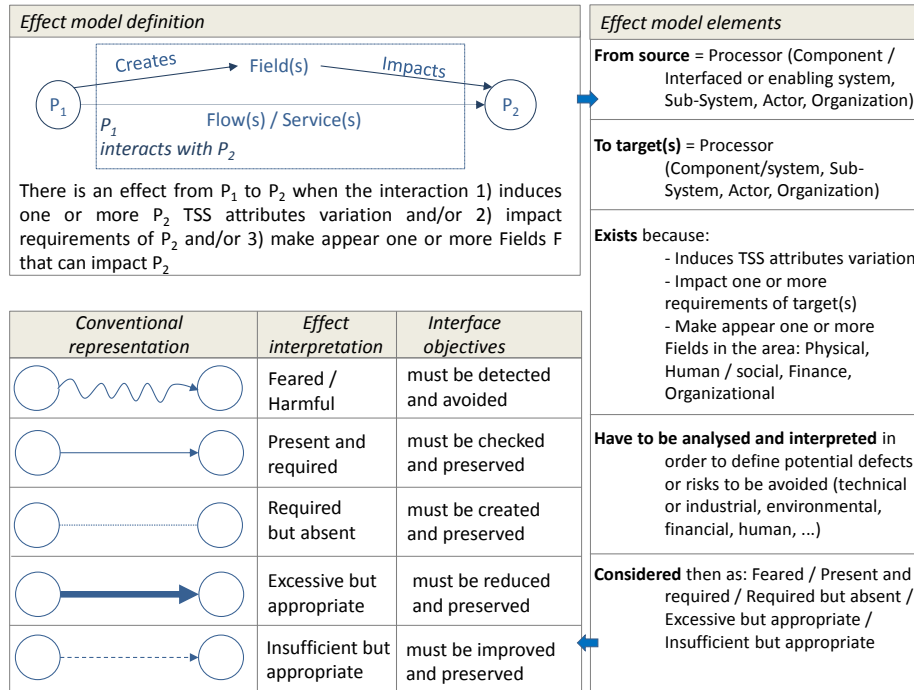 Effect model definition
Creates
Field(s)
Impacts
P1
P2
Flow(s) / Service(s)
P1
interacts with P2
There is an effect from P1 to P2 when the interaction 1) induces
one or more P2 TSS attributes variation and/or 2) impact
requirements of P2 and/or 3) make appear one or more Fields F
that can impact P2
Conventional
representation
Effect
interpretation
Interface
objectives
Feared /
Harmful
must be detected
and avoided
Present and
required
must be checked
and preserved
Required
but absent
must be created
and preserved
Excessive but
appropriate
must be reduced
and preserved
Insufficient but
appropriate
must be improved
and preserved
Effect model elements
From source = Processor (Component /
Interfaced or enabling system,
Sub-System, Actor, Organization)
To target(s) = Processor
(Component/system, Sub-
System, Actor, Organization)
Exists because:
- Induces TSS attributes variation
- Impact one or more
requirements of target(s)
- Make appear one or more
Fields in the area: Physical,
Human / social, Finance,
Organizational
Have to be analysed and interpreted in
order to define potential defects
or risks to be avoided (technical
or industrial, environmental,
financial, human, ...)
Considered then as: Feared / Present and
required / Required but absent /
Excessive but appropriate /
Insufficient but appropriate